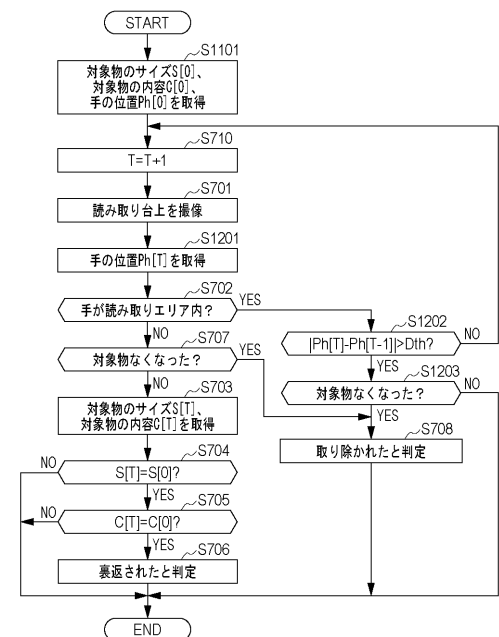 START
S1101
対象物のサイズS[0]、
対象物の内容C[0]、
手の位置Ph[0]を取得
S710
T=T+1
S701
読み取り台上を撮像
S1201
手の位置Ph[T]を取得
S702
手が読み取りエリア内?
YES
NO
S707
対象物なくなった?
YES
NO
S703
対象物のサイズS[T]、
対象物の内容C[T]を取得
S704
NO
S[T]=S[0]?
YES
S705
NO
C[T]=C[0]?
YES
S706
裏返されたと判定
S1202
|Ph[T]-Ph[T-1]|>Dth?
NO
YES
S1203
対象物なくなった?
NO
YES
S708
取り除かれたと判定
END